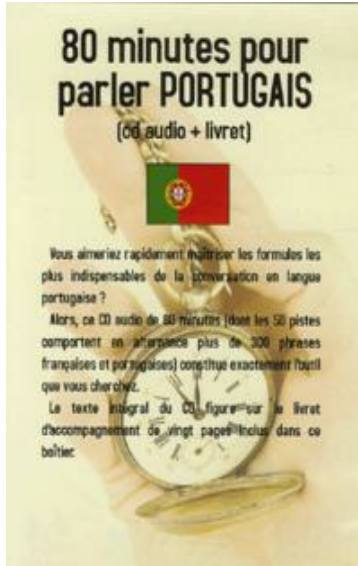 80 minutes pour
parler PORTUGAIS
(cd audio + livret)
Vous aimeriez rapidement maîtriser les formules les
plus indispensables de la conversation en langue
portugaise ?
Alors, ce CD audio de 80 minutes (dont les 50 pistes
comportent en alternance plus de 300 phrases
françaises et portugaises) constitue exactement l'outil
que vous cherchez.
Le texte intégral du CD figure sur le livret
d'accompagnement de vingt pages inclus dans ce
boîtier.